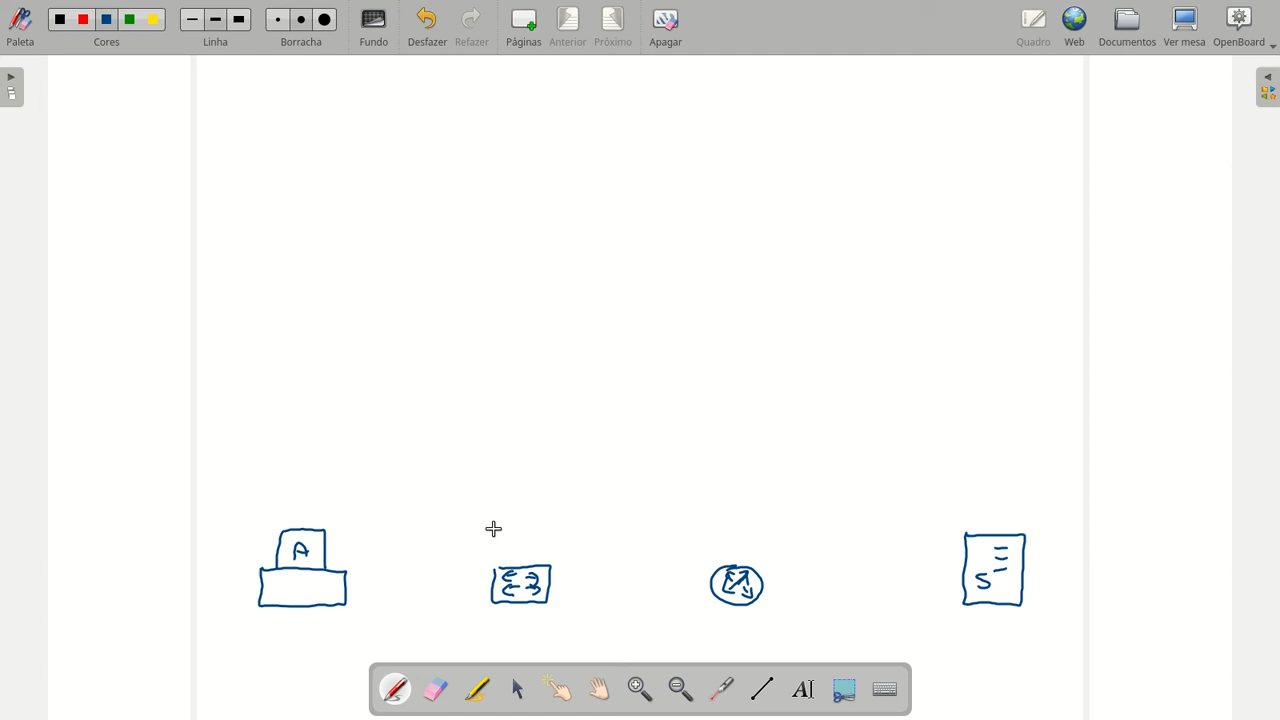 Paleta
Cores
Linha
Borracha
Fundo
Desfazer
Refazer
Páginas
Anterior
Próximo
Apagar
Quadro
Web
Documentos
Ver mesa
OpenBoard
A
S